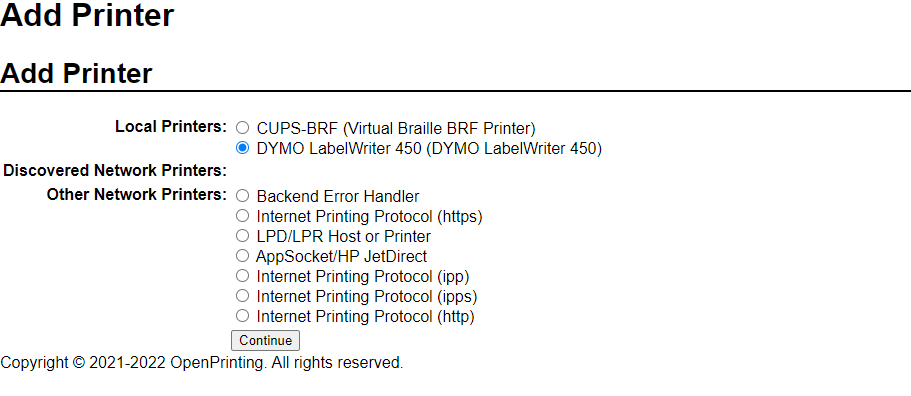 Add Printer
Add Printer
Local Printers: CUPS-BRF (Virtual Braille BRF Printer)
DYMO LabelWriter 450 (DYMO LabelWriter 450)
Discovered Network Printers:
Other Network Printers: Backend Error Handler
Internet Printing Protocol (https)
LPD/LPR Host or Printer
AppSocket/HP JetDirect
Internet Printing Protocol (ipp)
Internet Printing Protocol (ipps)
Internet Printing Protocol (http)
Continue
Copyright © 2021-2022 OpenPrinting. All rights reserved.